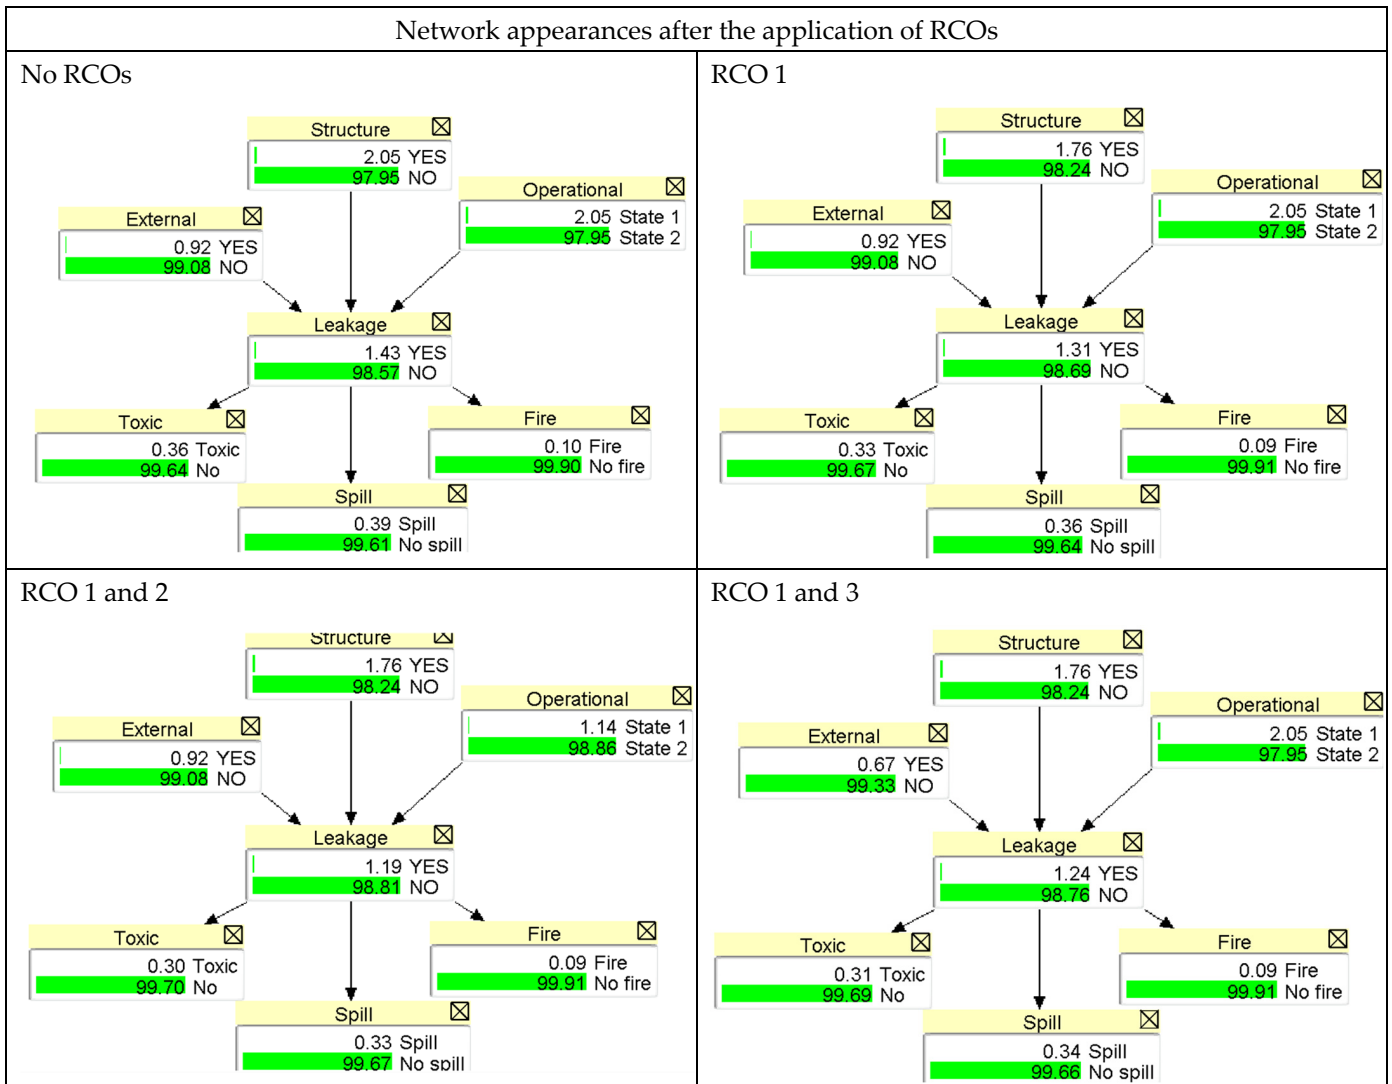 Network appearances after the application of RCOs
No RCOs
Structure
2.05 YES
97.95 NO
Operational
2.05 State 1
97.95 State 2
External
0.92 YES
99.08 NO
Leakage
1.43 YES
98.57 NO
Toxic
0.36 Toxic
99.64 No
Fire
0.10 Fire
99.90 No fire
Spill
0.39 Spill
99.61 No spill
RCO 1
Structure
1.76 YES
98.24 NO
Operational
2.05 State 1
97.95 State 2
External
0.92 YES
99.08 NO
Leakage
1.31 YES
98.69 NO
Toxic
0.33 Toxic
99.67 No
Fire
0.09 Fire
99.91 No fire
Spill
0.36 Spill
99.64 No spill
RCO 1 and 2
Structure
1.76 YES
98.24 NO
Operational
1.14 State 1
98.86 State 2
External
0.92 YES
99.08 NO
Leakage
1.19 YES
98.81 NO
Toxic
0.30 Toxic
99.70 No
Fire
0.09 Fire
99.91 No fire
Spill
0.33 Spill
99.67 No spill
RCO 1 and 3
Structure
1.76 YES
98.24 NO
Operational
2.05 State 1
97.95 State 2
External
0.67 YES
99.33 NO
Leakage
1.24 YES
98.76 NO
Toxic
0.31 Toxic
99.69 No
Fire
0.09 Fire
99.91 No fire
Spill
0.34 Spill
99.66 No spill